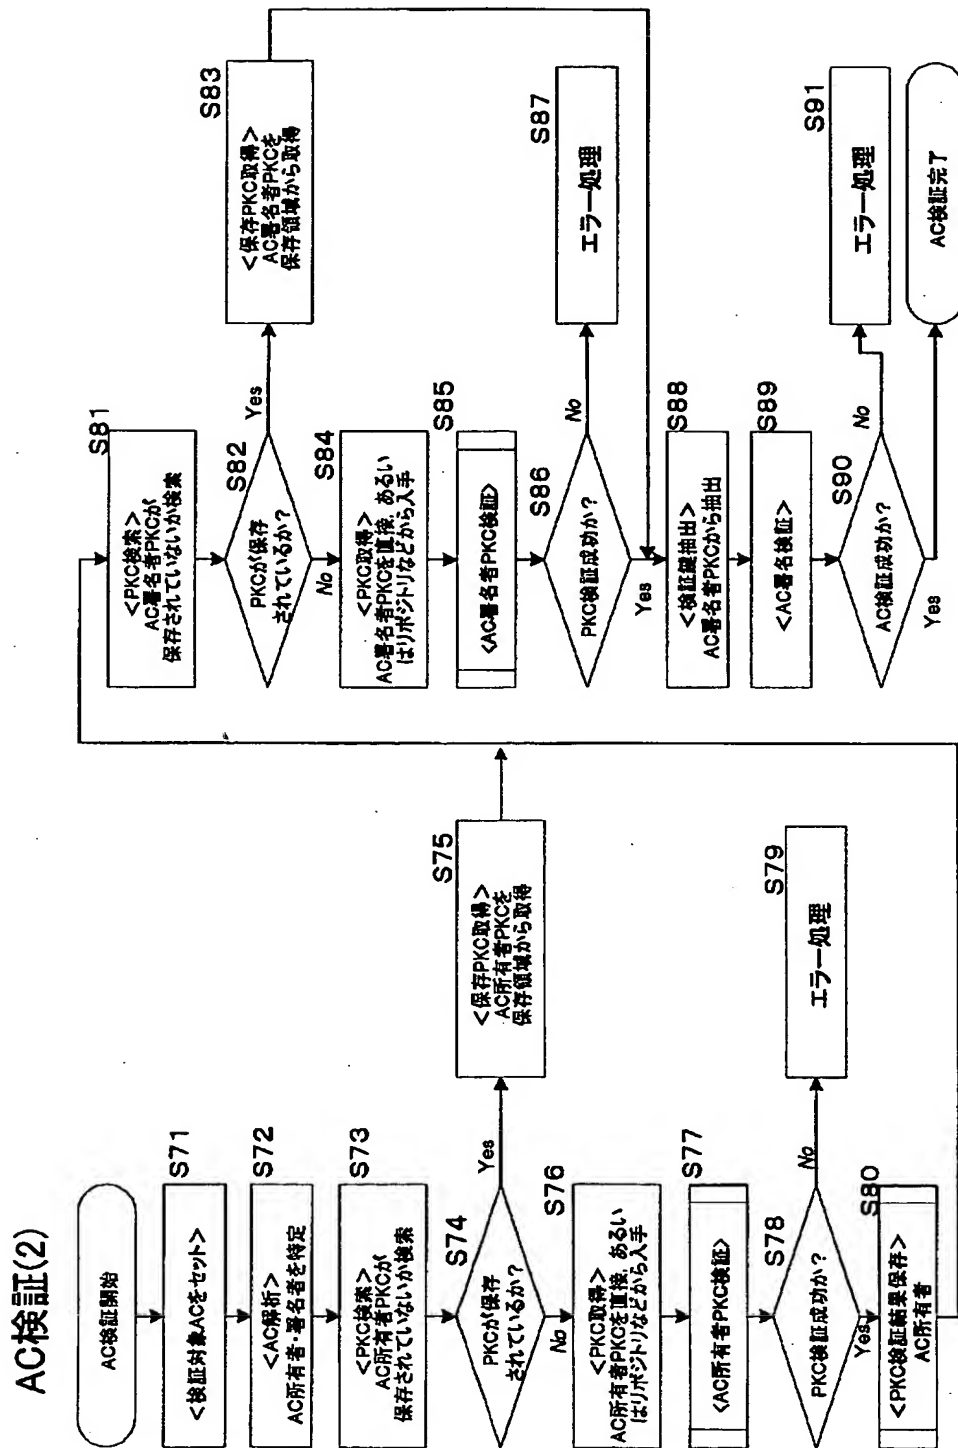 AC検証(2)
AC検証開始
S71
<検証対象ACをセット>
S72
<AC解析>
AC所有者・署名者を特定
S73
<PKC検索>
AC所有者PKCが
保存されていないか検索
S74
PKCが保存
されているか?
Yes
No
S75
<保存PKC取得>
AC所有者PKCを
保存領域から取得
S76
<PKC取得>
AC所有者PKCを直接、あるい
はリポジトリなどから入手
S77
<AC所有者PKC検証>
S78
PKC検証成功か?
No
Yes
S79
エラー処理
S80
<PKC検証結果保存>
AC所有者
S81
<PKC検索>
AC署名者PKCが
保存されていないか検索
S82
PKCが保存
されているか?
Yes
No
S83
<保存PKC取得>
AC署名者PKCを
保存領域から取得
S84
<PKC取得>
AC署名者PKCを直接、あるい
はリポジトリなどから入手
S85
<AC署名者PKC検証>
S86
PKC検証成功か?
No
Yes
S87
エラー処理
S88
<検証鍵抽出>
AC署名者PKCから抽出
S89
<AC署名検証>
S90
AC検証成功か?
No
Yes
S91
エラー処理
AC検証完了